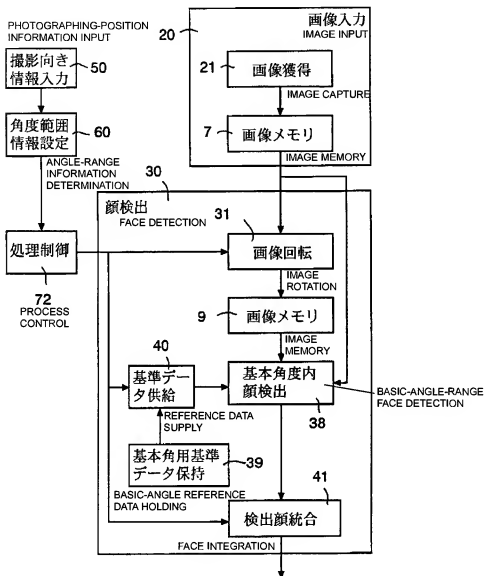 PHOTOGRAPHING-POSITION
INFORMATION INPUT
撮影向き
情報入力
50
角度範囲
情報設定
60
ANGLE-RANGE
INFORMATION
DETERMINATION
処理制御
72
PROCESS
CONTROL
20
画像入力
IMAGE INPUT
21
画像獲得
IMAGE CAPTURE
7
画像メモリ
IMAGE MEMORY
30
顔検出
FACE DETECTION
31
画像回転
IMAGE
ROTATION
9
画像メモリ
IMAGE
MEMORY
40
基準デー
タ供給
REFERENCE DATA
SUPPLY
基本角度内
顔検出
38
BASIC-ANGLE-RANGE
FACE DETECTION
基本角用基準
データ保持
39
BASIC-ANGLE REFERENCE
DATA HOLDING
41
検出顔統合
FACE INTEGRATION